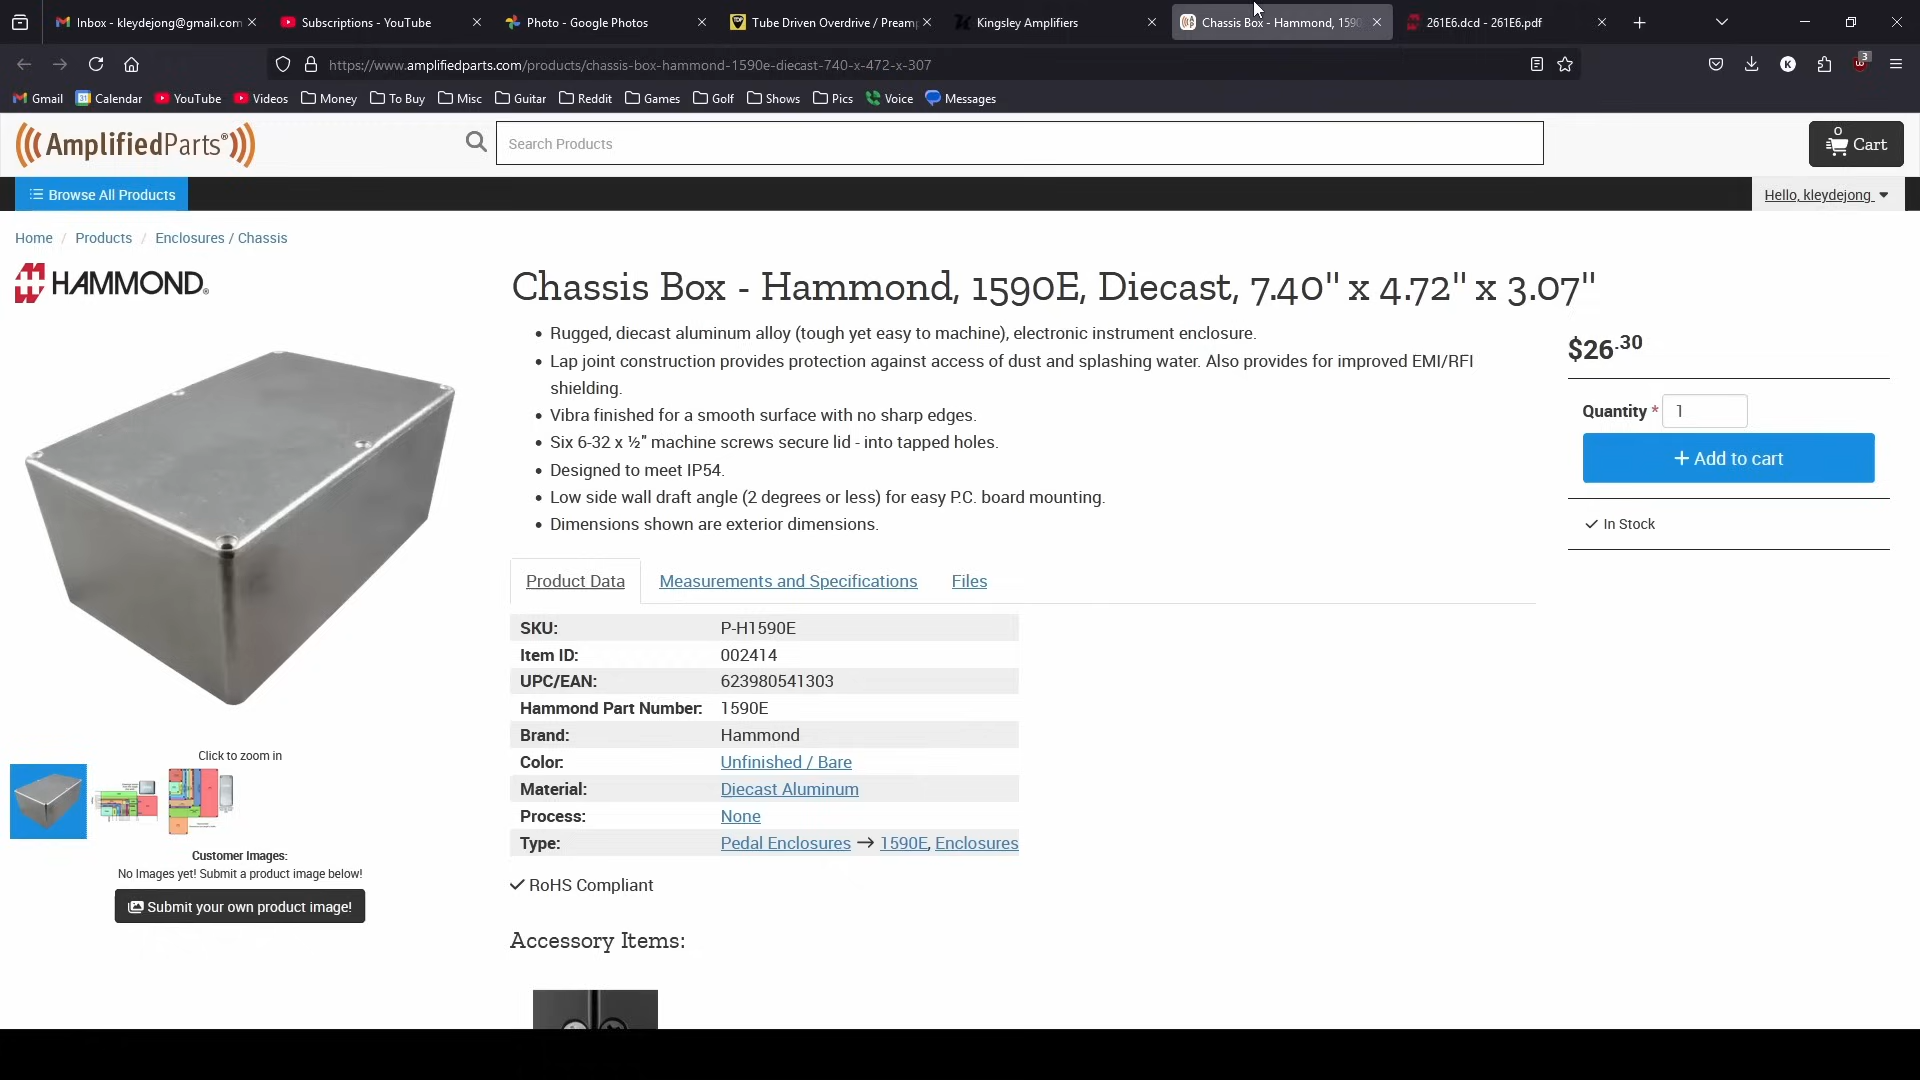 Inbox - kleydejong@gmail.com
Subscriptions - YouTube
Photo - Google Photos
Tube Driven Overdrive / Preamp
Kingsley Amplifiers
Chassis Box - Hammond, 1590
261E6.dcd - 261E6.pdf
https://www.amplifiedparts.com/products/chassis-box-hammond-1590e-diecast-740-x-472-x-307
K
3
Gmail
Calendar
YouTube
Videos
Money
To Buy
Misc
Guitar
Reddit
Games
Golf
Shows
Pics
Voice
Messages
AmplifiedParts®
Search Products
0
Cart
Browse All Products
Hello, kleydejong
Home / Products / Enclosures / Chassis
HAMMOND®
Chassis Box - Hammond, 1590E, Diecast, 7.40" x 4.72" x 3.07"
• Rugged, diecast aluminum alloy (tough yet easy to machine), electronic instrument enclosure.
• Lap joint construction provides protection against access of dust and splashing water. Also provides for improved EMI/RFI
shielding.
• Vibra finished for a smooth surface with no sharp edges.
• Six 6-32 x ½" machine screws secure lid - into tapped holes.
• Designed to meet IP54.
• Low side wall draft angle (2 degrees or less) for easy P.C. board mounting.
• Dimensions shown are exterior dimensions.
$26.30
Quantity * 1
+ Add to cart
✓ In Stock
Product Data
Measurements and Specifications
Files
SKU: P-H1590E
Item ID: 002414
UPC/EAN: 623980541303
Hammond Part Number: 1590E
Brand: Hammond
Color: Unfinished / Bare
Material: Diecast Aluminum
Process: None
Type: Pedal Enclosures → 1590E, Enclosures
✓ RoHS Compliant
Click to zoom in
Customer Images:
No Images yet! Submit a product image below!
Submit your own product image!
Accessory Items: